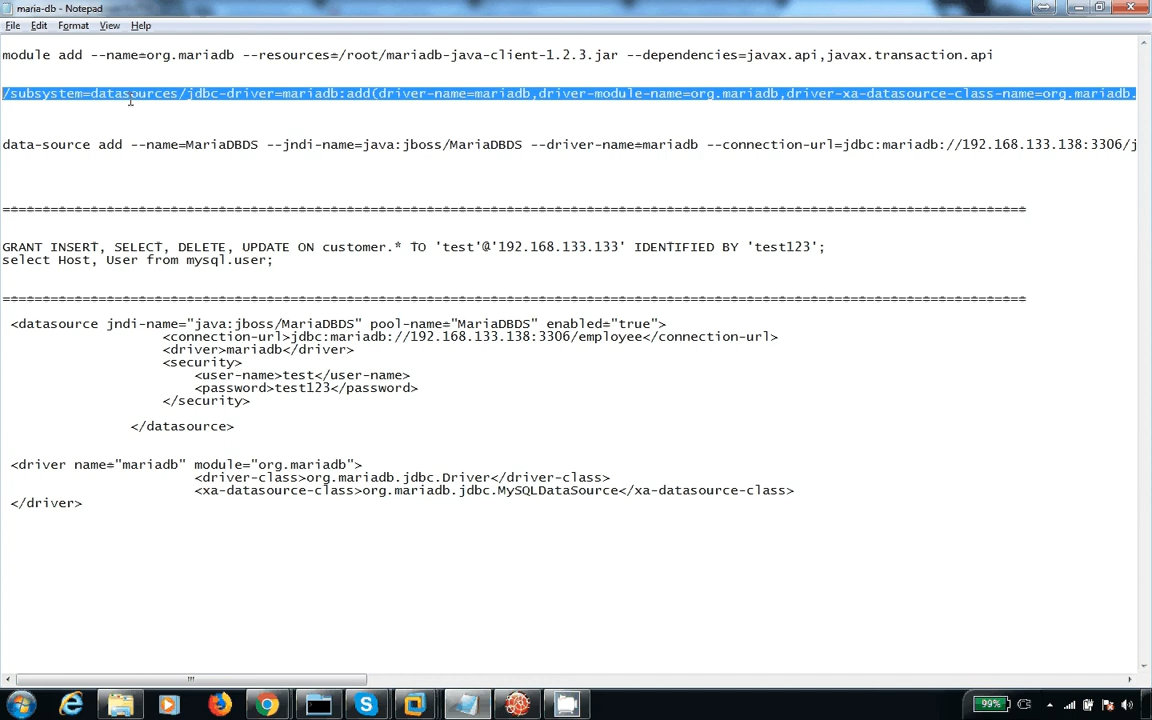 maria-db - Notepad
File Edit Format View Help
module add --name=org.mariadb --resources=/root/mariadb-java-client-1.2.3.jar --dependencies=javax.api,javax.transaction.api
/subsystem=datasources/jdbc-driver=mariadb:add(driver-name=mariadb,driver-module-name=org.mariadb,driver-xa-datasource-class-name=org.mariadb.
data-source add --name=MariaDBDS --jndi-name=java:jboss/MariaDBDS --driver-name=mariadb --connection-url=jdbc:mariadb://192.168.133.138:3306/j
================================================================================================================================
GRANT INSERT, SELECT, DELETE, UPDATE ON customer.* TO 'test'@'192.168.133.133' IDENTIFIED BY 'test123';
select Host, User from mysql.user;
================================================================================================================================
<datasource jndi-name="java:jboss/MariaDBDS" pool-name="MariaDBDS" enabled="true">
<connection-url>jdbc:mariadb://192.168.133.138:3306/employee</connection-url>
<driver>mariadb</driver>
<security>
<user-name>test</user-name>
<password>test123</password>
</security>
</datasource>
<driver name="mariadb" module="org.mariadb">
<driver-class>org.mariadb.jdbc.Driver</driver-class>
<xa-datasource-class>org.mariadb.jdbc.MySQLDataSource</xa-datasource-class>
</driver>
99%